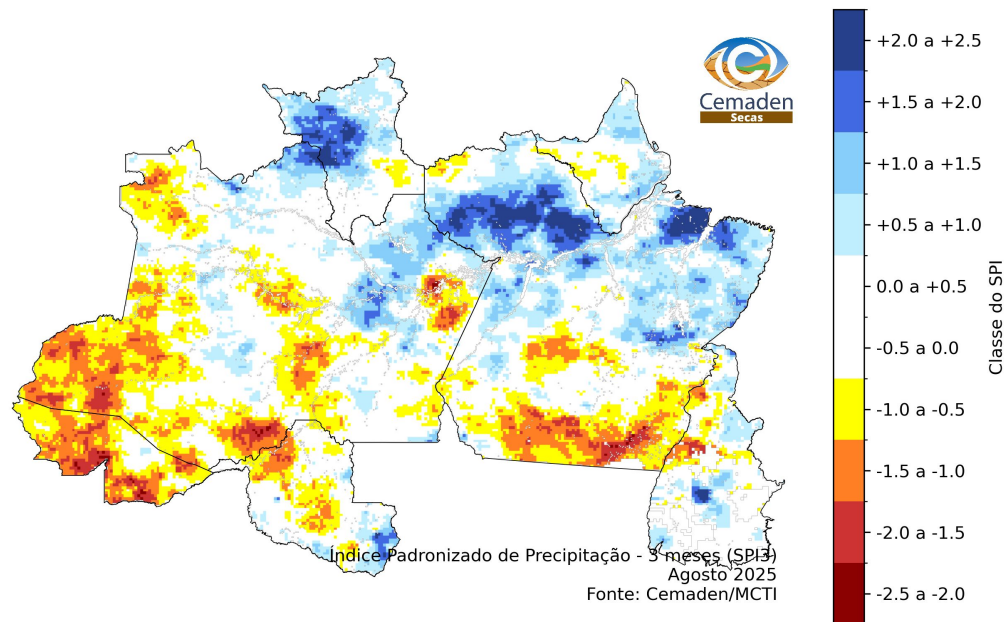 Cemaden
Secas
+2.0 a +2.5
+1.5 a +2.0
+1.0 a +1.5
+0.5 a +1.0
0.0 a +0.5
-0.5 a 0.0
-1.0 a -0.5
-1.5 a -1.0
-2.0 a -1.5
-2.5 a -2.0
Classe do SPI
Índice Padronizado de Precipitação - 3 meses (SPI3)
Agosto 2025
Fonte: Cemaden/MCTI